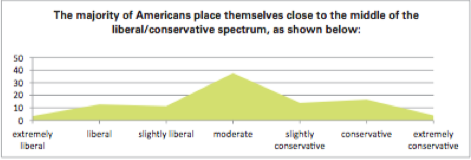 The majority of Americans place themselves close to the middle of the
liberal/conservative spectrum, as shown below:
50
40
30
20
10
0
extremely liberal
liberal
slightly liberal
moderate
slightly conservative
conservative
extremely conservative